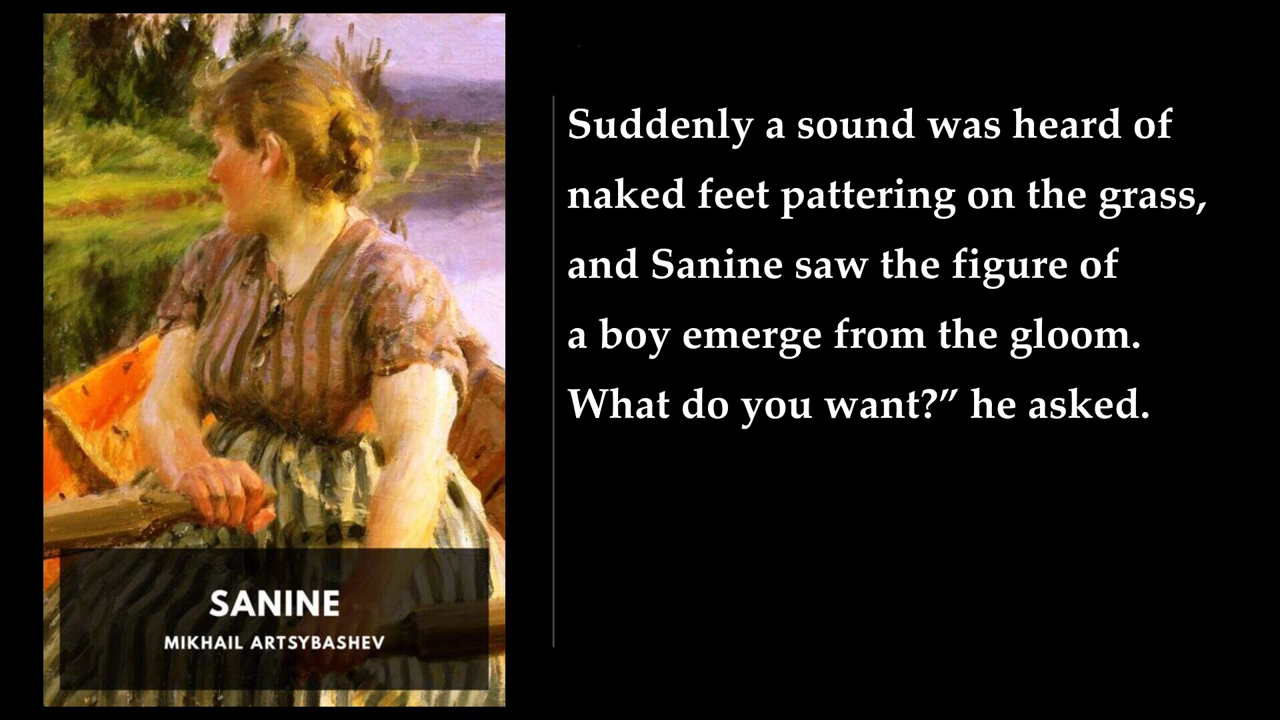 SANINE
MIKHAIL ARTSYBASHEV
Suddenly a sound was heard of
naked feet pattering on the grass,
and Sanine saw the figure of
a boy emerge from the gloom.
What do you want?” he asked.